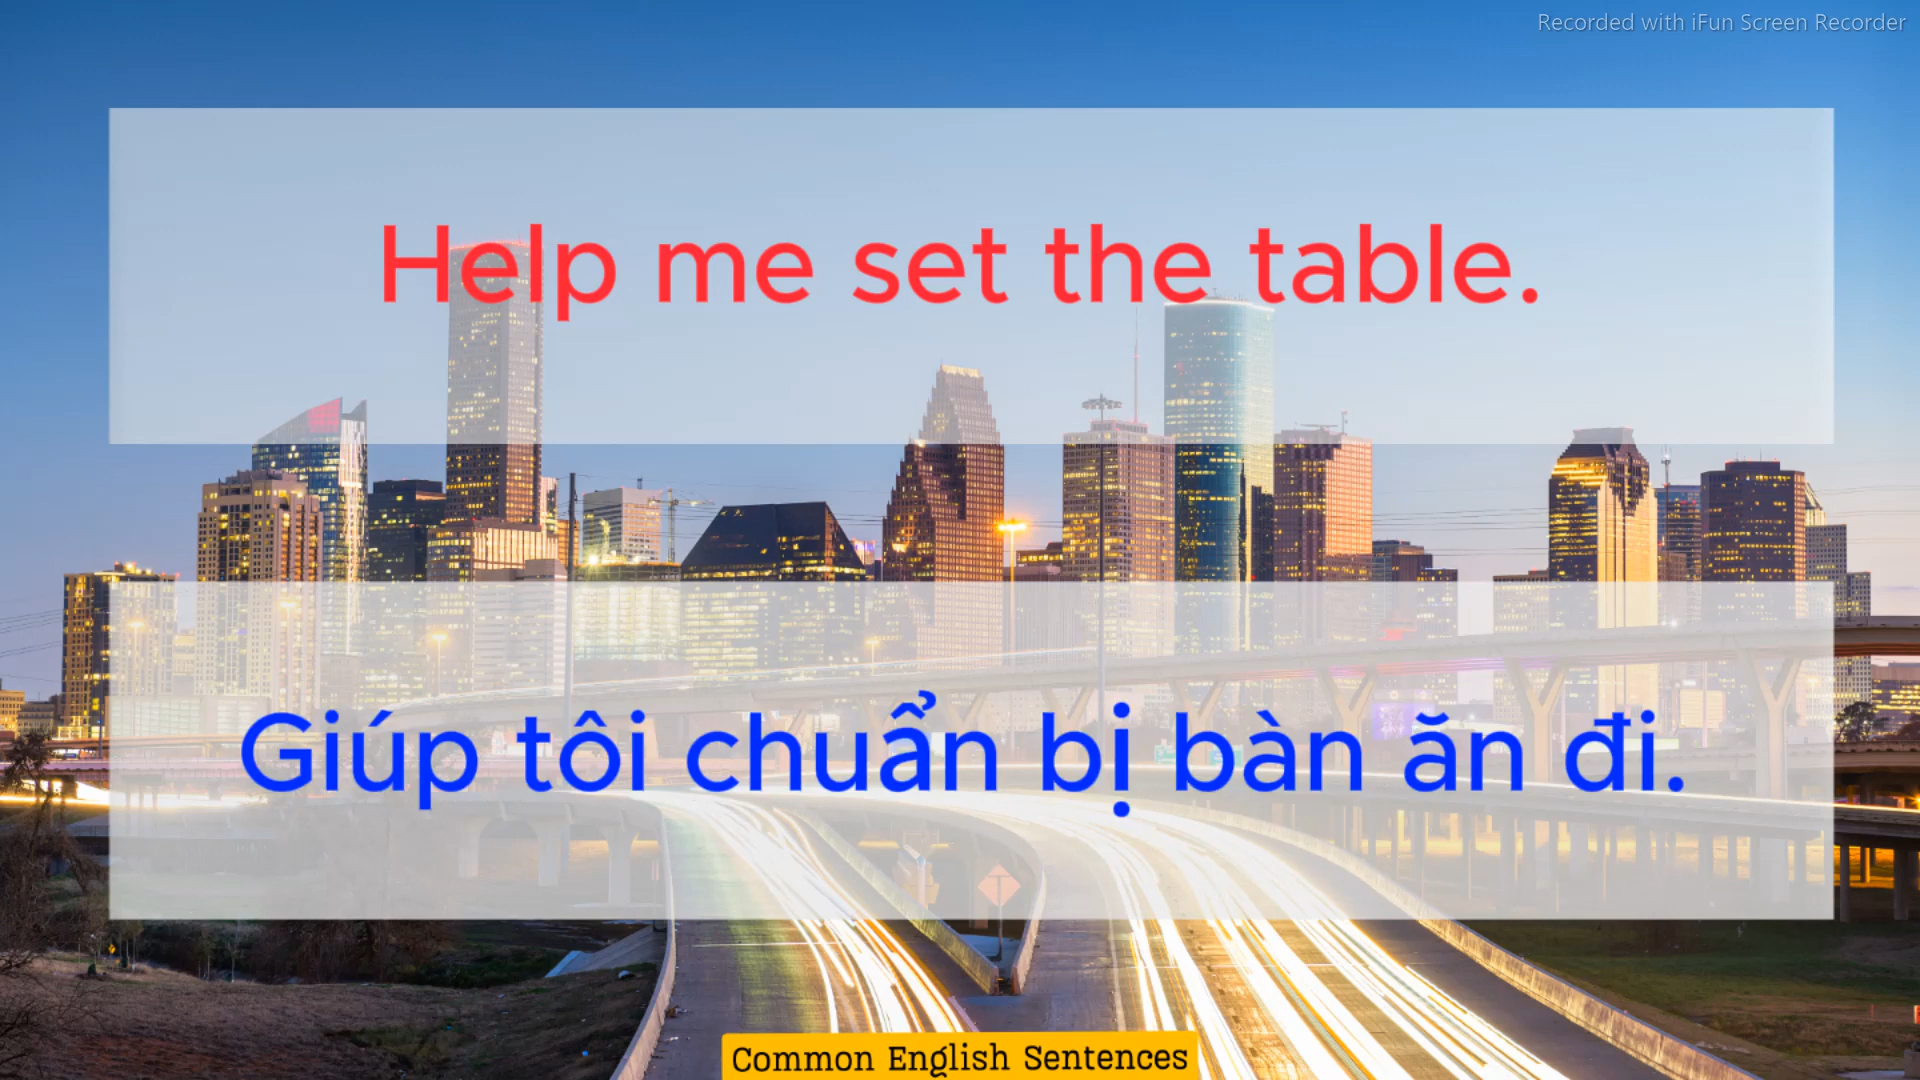 Recorded with iFun Screen Recorder
Help me set the table.
Giúp tôi chuẩn bị bàn ăn đi.
Common English Sentences